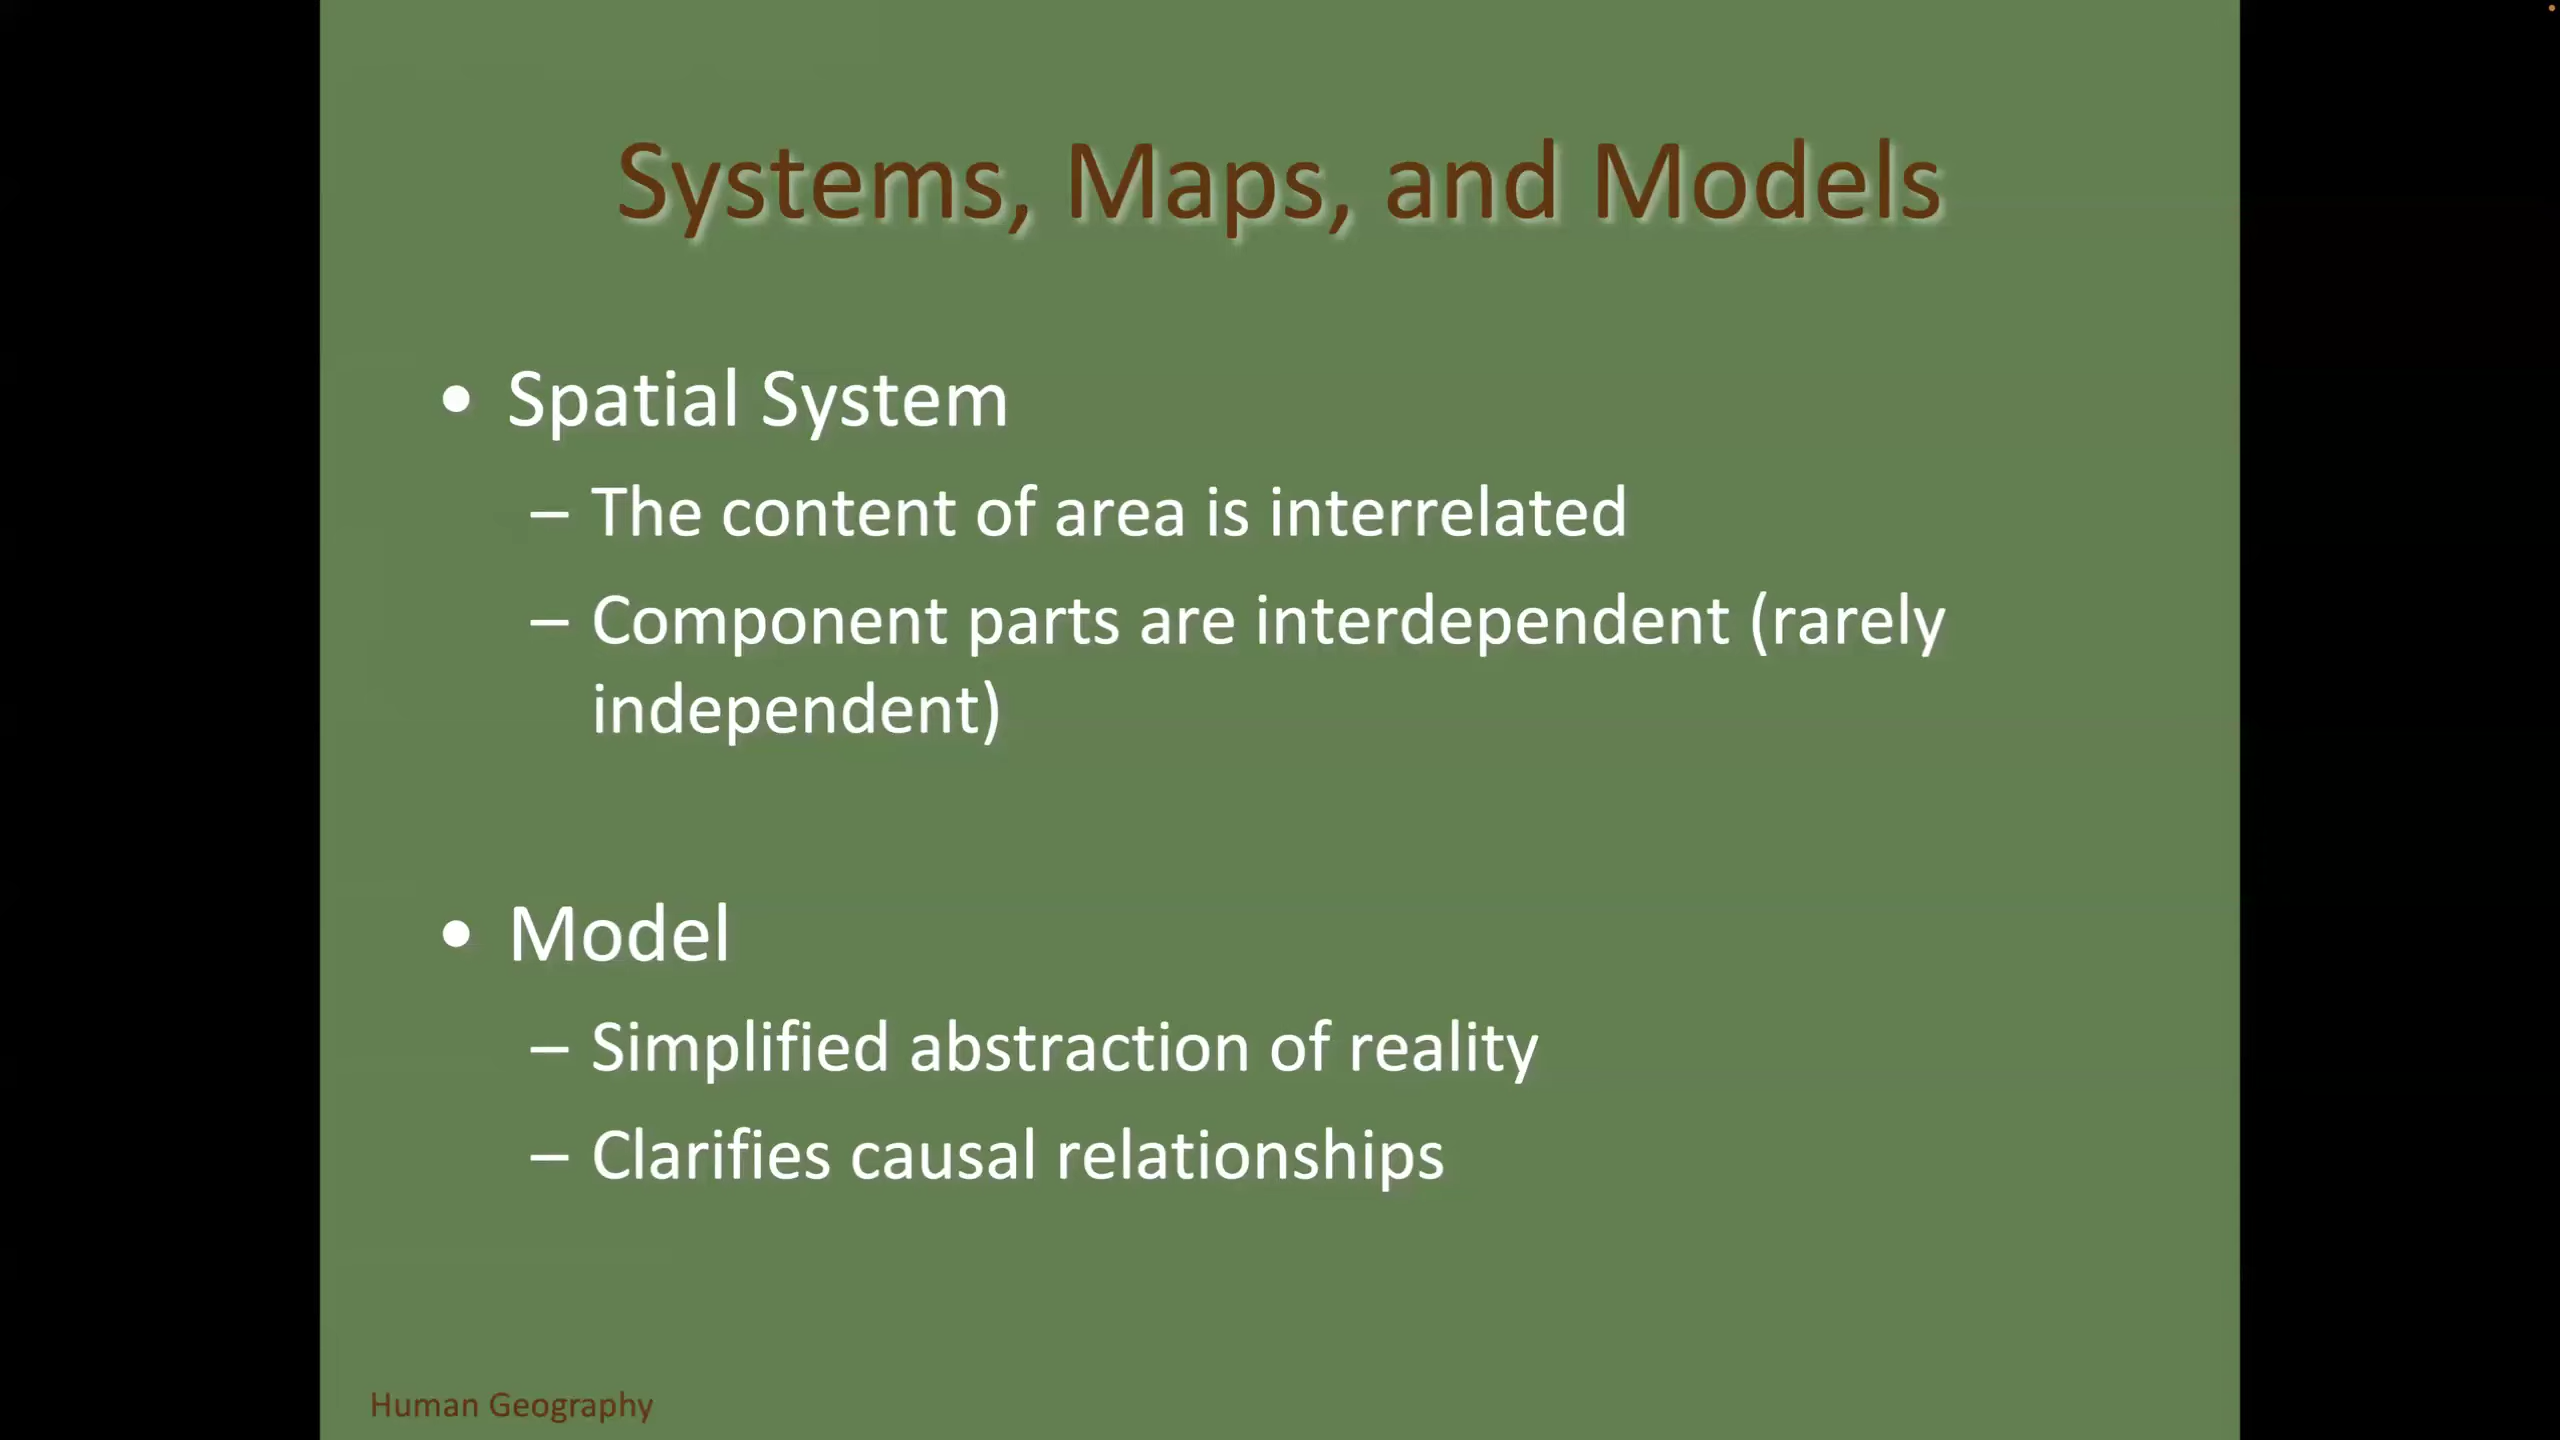 Systems, Maps, and Models
• Spatial System
– The content of area is interrelated
– Component parts are interdependent (rarely
independent)
• Model
– Simplified abstraction of reality
– Clarifies causal relationships
Human Geography